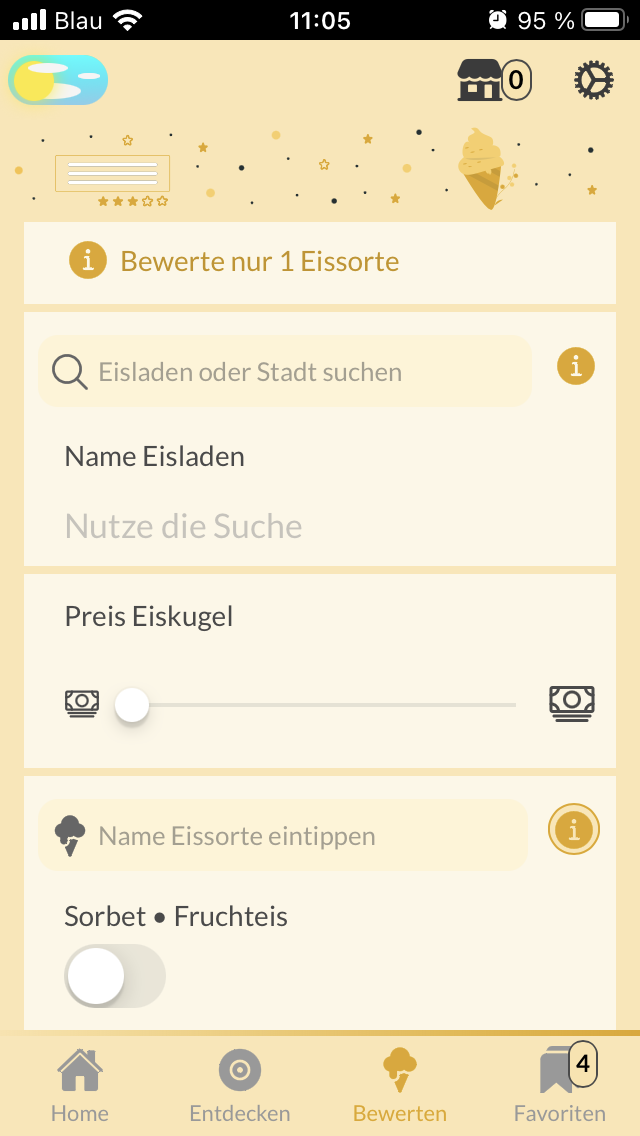 Blau
11:05
95 %
0
Bewerte nur 1 Eissorte
Eisladen oder Stadt suchen
Name Eisladen
Nutze die Suche
Preis Eiskugel
Name Eissorte eintippen
Sorbet • Fruchteis
4
Home
Entdecken
Bewerten
Favoriten